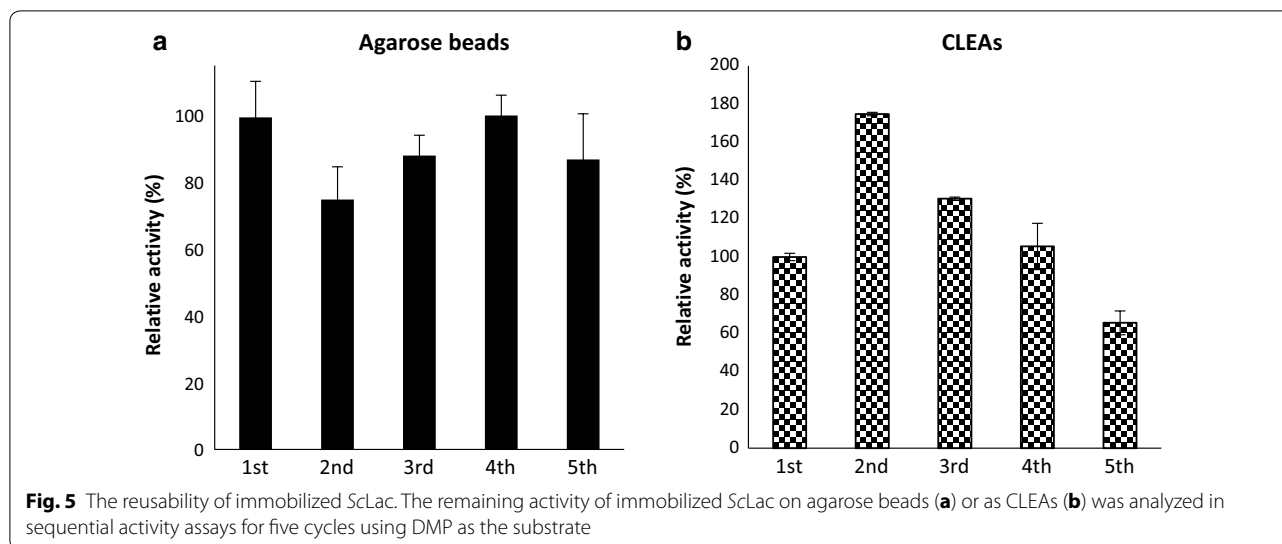 a
Agarose beads
Relative activity (%)
100
80
60
40
20
0
1st 2nd 3rd 4th 5th
b
CLEAs
Relative activity (%)
200
180
160
140
120
100
80
60
40
20
0
1st 2nd 3rd 4th 5th
Fig. 5 The reusability of immobilized ScLac. The remaining activity of immobilized ScLac on agarose beads (a) or as CLEAs (b) was analyzed in
sequential activity assays for five cycles using DMP as the substrate